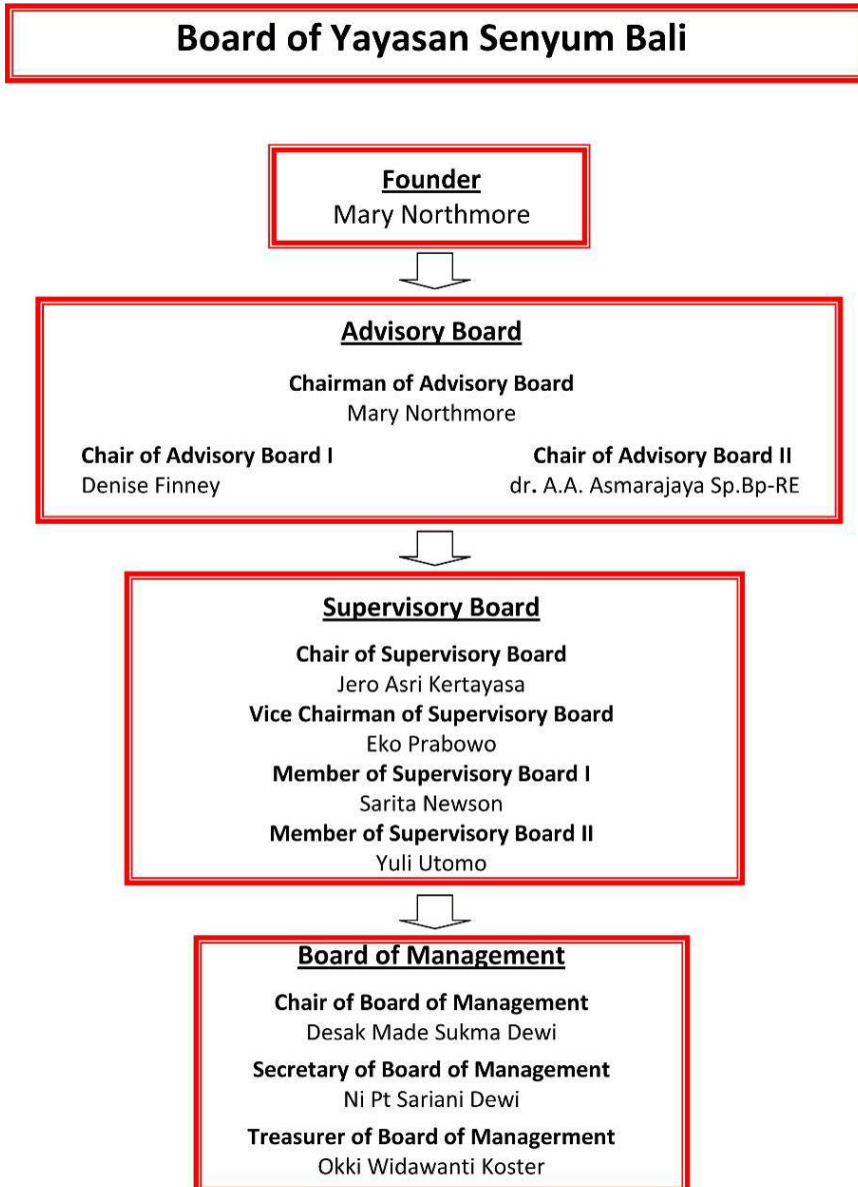 Board of Yayasan Senyum Bali
Founder
Mary Northmore
Advisory Board
Chairman of Advisory Board
Mary Northmore
Chair of Advisory Board I
Denise Finney
Chair of Advisory Board II
dr. A.A. Asmarajaya Sp.Bp-RE
Supervisory Board
Chair of Supervisory Board
Jero Asri Kertayasa
Vice Chairman of Supervisory Board
Eko Prabowo
Member of Supervisory Board I
Sarita Newson
Member of Supervisory Board II
Yuli Utomo
Board of Management
Chair of Board of Management
Desak Made Sukma Dewi
Secretary of Board of Management
Ni Pt Sariani Dewi
Treasurer of Board of Managerment
Okki Widawanti Koster